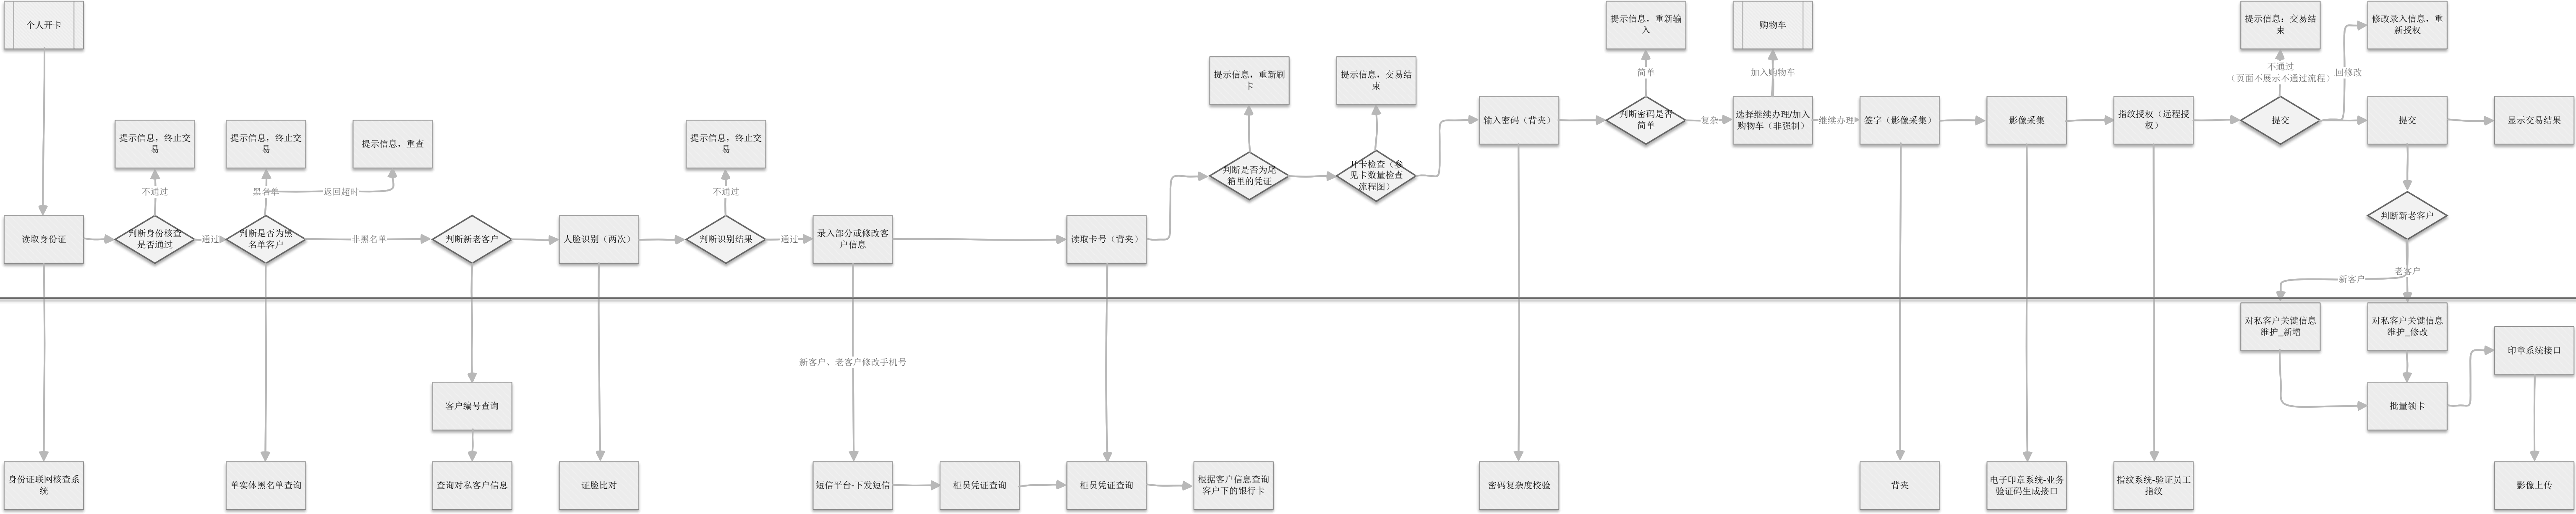 个人开卡
提示信息，重新输
入
购物车
提示信息：交易结
束
修改录入信息，重
新授权
提示信息，重新刷
卡
提示信息，交易结
束
简单
加入购物车
不通过
（页面不展示不通过流程）
回修改
输入密码（背夹）
判断密码是否
简单
复杂
选择继续办理/加入
购物车（非强制）
继续办理
签字（影像采集）
影像采集
指纹授权（远程授
权）
提交
提交
显示交易结果
提示信息，终止交
易
提示信息，终止交
易
提示信息，重查
提示信息，终止交
易
判断是否为尾
箱里的凭证
开卡检查（参
见卡数量检查
流程图）
不通过
黑名单
返回超时
不通过
判断新老客户
读取身份证
判断身份核查
是否通过
通过
判断是否为黑
名单客户
非黑名单
判断新老客户
人脸识别（两次）
判断识别结果
通过
录入部分或修改客
户信息
读取卡号（背夹）
老客户
新客户
对私客户关键信息
维护_新增
对私客户关键信息
维护_修改
印章系统接口
新客户、老客户修改手机号
客户编号查询
批量领卡
身份证联网核查系
统
单实体黑名单查询
查询对私客户信息
证脸比对
短信平台-下发短信
柜员凭证查询
柜员凭证查询
根据客户信息查询
客户下的银行卡
密码复杂度校验
背夹
电子印章系统-业务
验证码生成接口
指纹系统-验证员工
指纹
影像上传